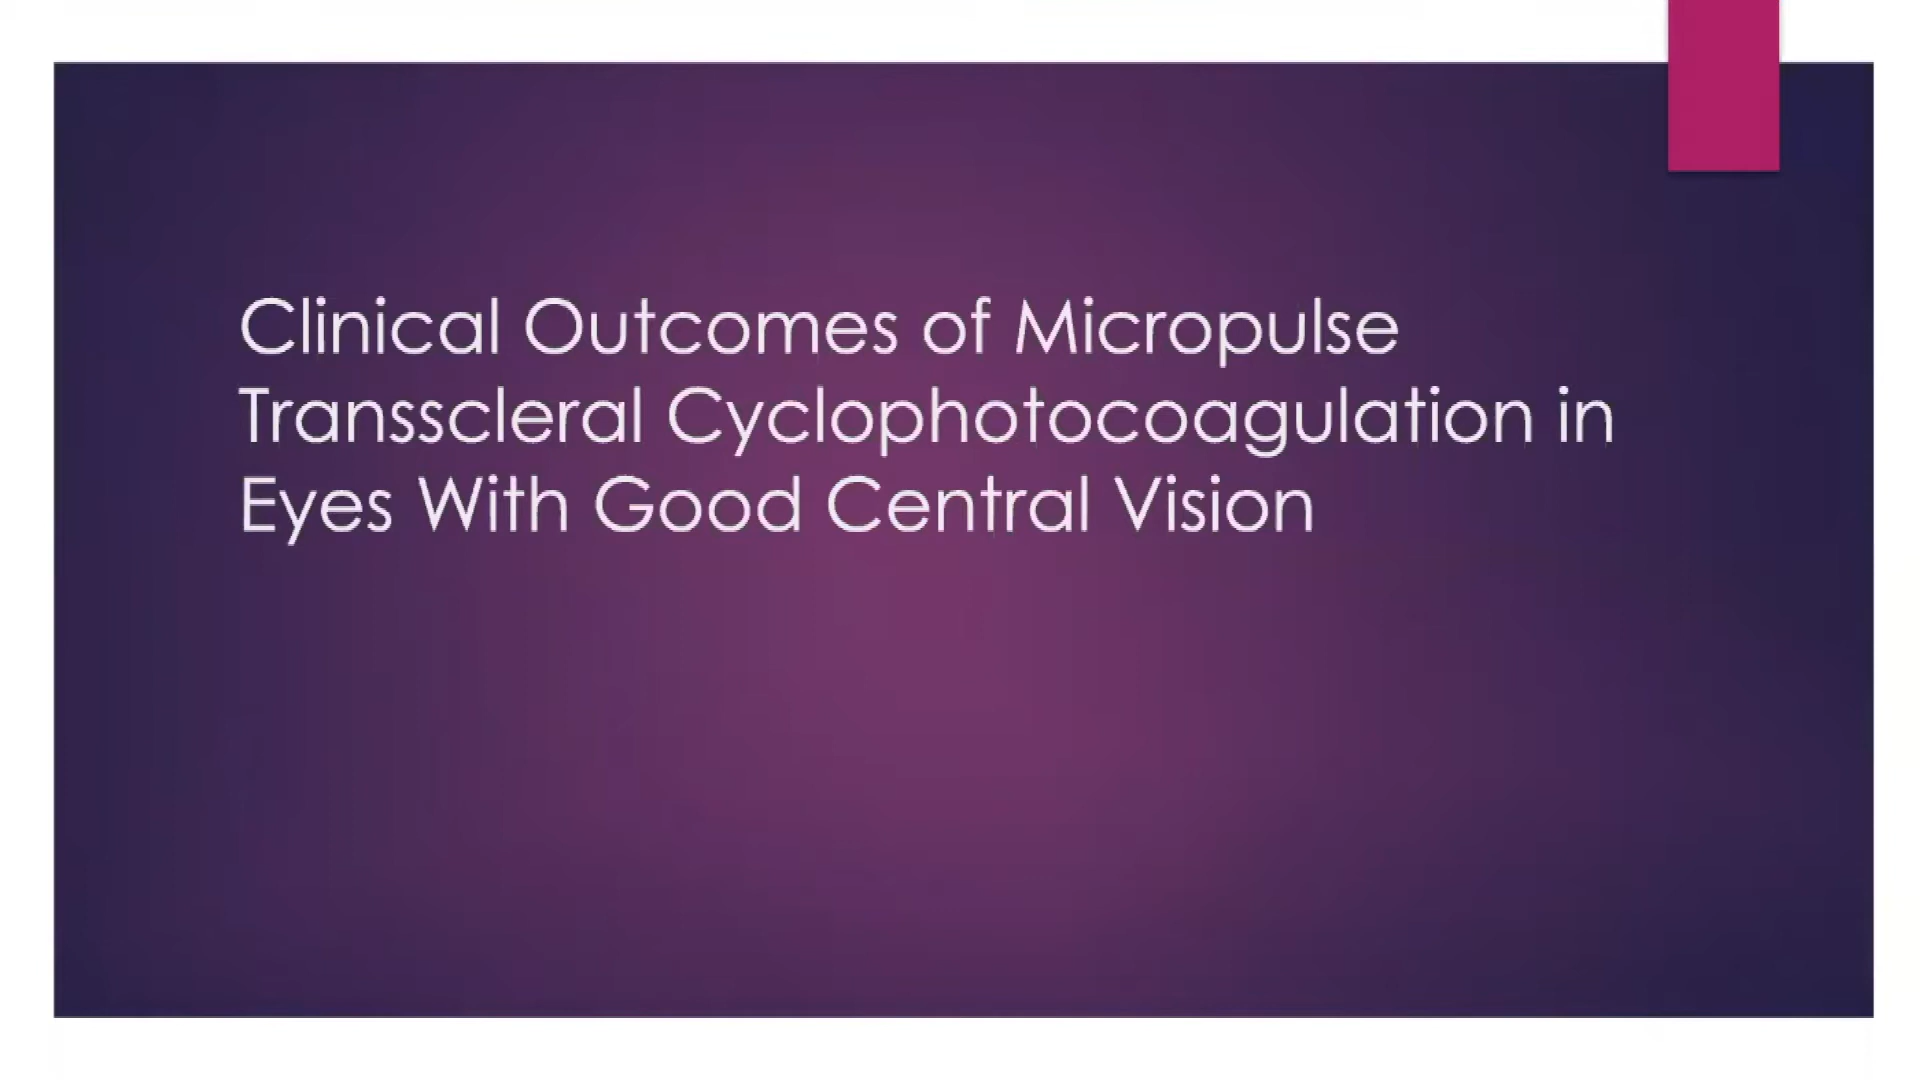 Clinical Outcomes of Micropulse
Transscleral Cyclophotocoagulation in
Eyes With Good Central Vision